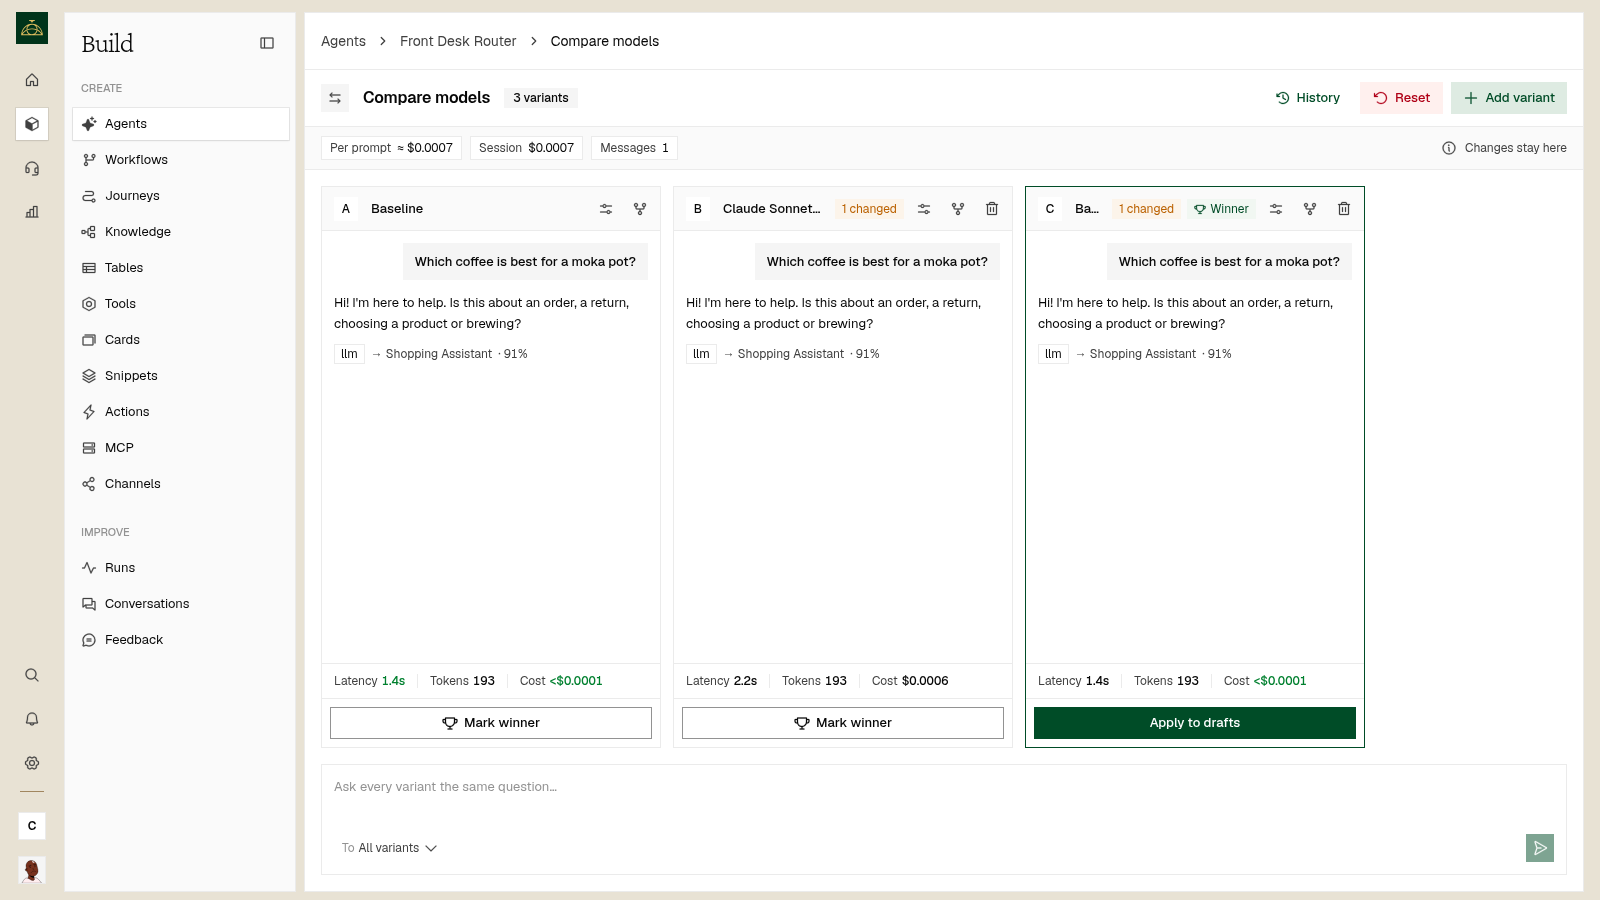 Build
CREATE
Agents
Workflows
Journeys
Knowledge
Tables
Tools
Cards
Snippets
Actions
MCP
Channels
IMPROVE
Runs
Conversations
Feedback
C
Agents > Front Desk Router > Compare models
Compare models 3 variants
History Reset Add variant
Per prompt ≈ $0.0007 Session $0.0007 Messages 1
Changes stay here
A Baseline
Which coffee is best for a moka pot?
Hi! I'm here to help. Is this about an order, a return,
choosing a product or brewing?
llm → Shopping Assistant · 91%
Latency 1.4s Tokens 193 Cost <$0.0001
Mark winner
B Claude Sonnet... 1 changed
Which coffee is best for a moka pot?
Hi! I'm here to help. Is this about an order, a return,
choosing a product or brewing?
llm → Shopping Assistant · 91%
Latency 2.2s Tokens 193 Cost $0.0006
Mark winner
C Ba... 1 changed Winner
Which coffee is best for a moka pot?
Hi! I'm here to help. Is this about an order, a return,
choosing a product or brewing?
llm → Shopping Assistant · 91%
Latency 1.4s Tokens 193 Cost <$0.0001
Apply to drafts
Ask every variant the same question...
To All variants